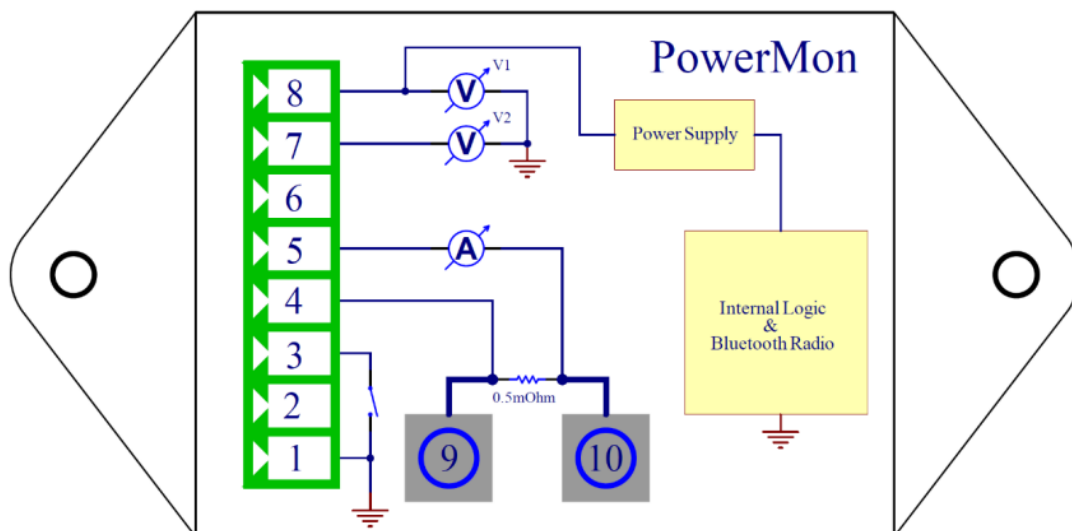 PowerMon
8
V
V1
7
V
V2
Power Supply
6
5
A
4
3
2
1
0.5mOhm
9
10
Internal Logic
&
Bluetooth Radio